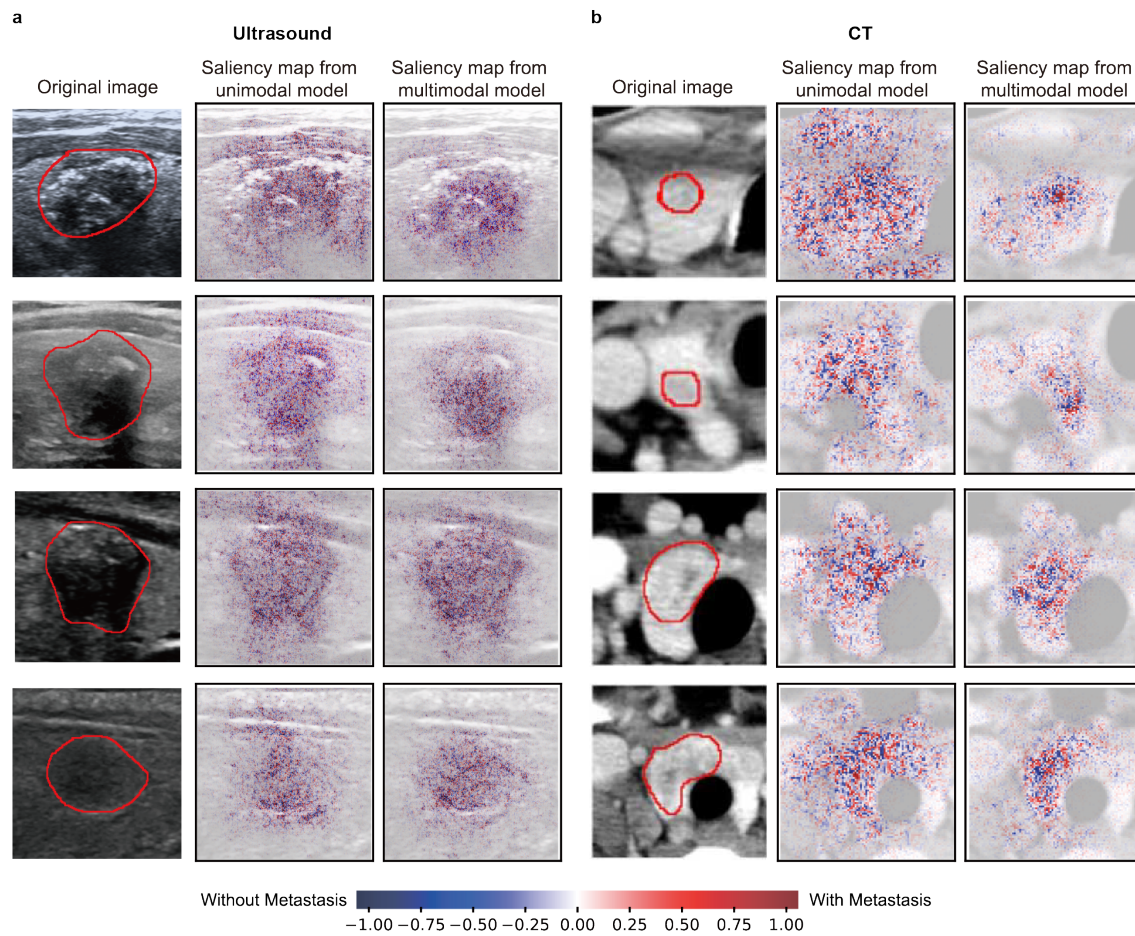 a
Ultrasound
Original image
Saliency map from
unimodal model
Saliency map from
multimodal model
b
CT
Original image
Saliency map from
unimodal model
Saliency map from
multimodal model
Without Metastasis
With Metastasis
−1.00 −0.75 −0.50 −0.25 0.00 0.25 0.50 0.75 1.00